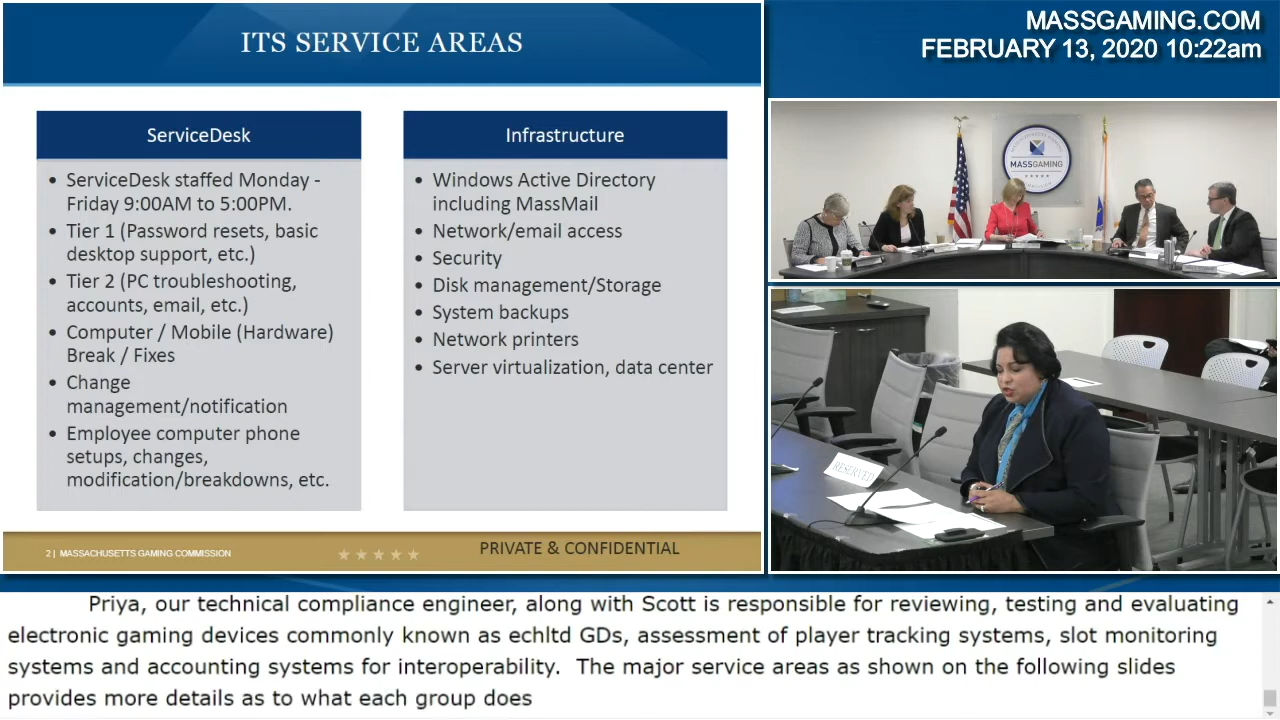 ITS SERVICE AREAS
ServiceDesk
• ServiceDesk staffed Monday -
Friday 9:00AM to 5:00PM.
• Tier 1 (Password resets, basic
desktop support, etc.)
• Tier 2 (PC troubleshooting,
accounts, email, etc.)
• Computer / Mobile (Hardware)
Break / Fixes
• Change
management/notification
• Employee computer phone
setups, changes,
modification/breakdowns, etc.
Infrastructure
• Windows Active Directory
including MassMail
• Network/email access
• Security
• Disk management/Storage
• System backups
• Network printers
• Server virtualization, data center
2 | MASSACHUSETTS GAMING COMMISSION
PRIVATE & CONFIDENTIAL
MASSGAMING.COM
FEBRUARY 13, 2020 10:22am
MASSGAMING
RESERVED
Priya, our technical compliance engineer, along with Scott is responsible for reviewing, testing and evaluating
electronic gaming devices commonly known as echltd GDs, assessment of player tracking systems, slot monitoring
systems and accounting systems for interoperability.  The major service areas as shown on the following slides
provides more details as to what each group does